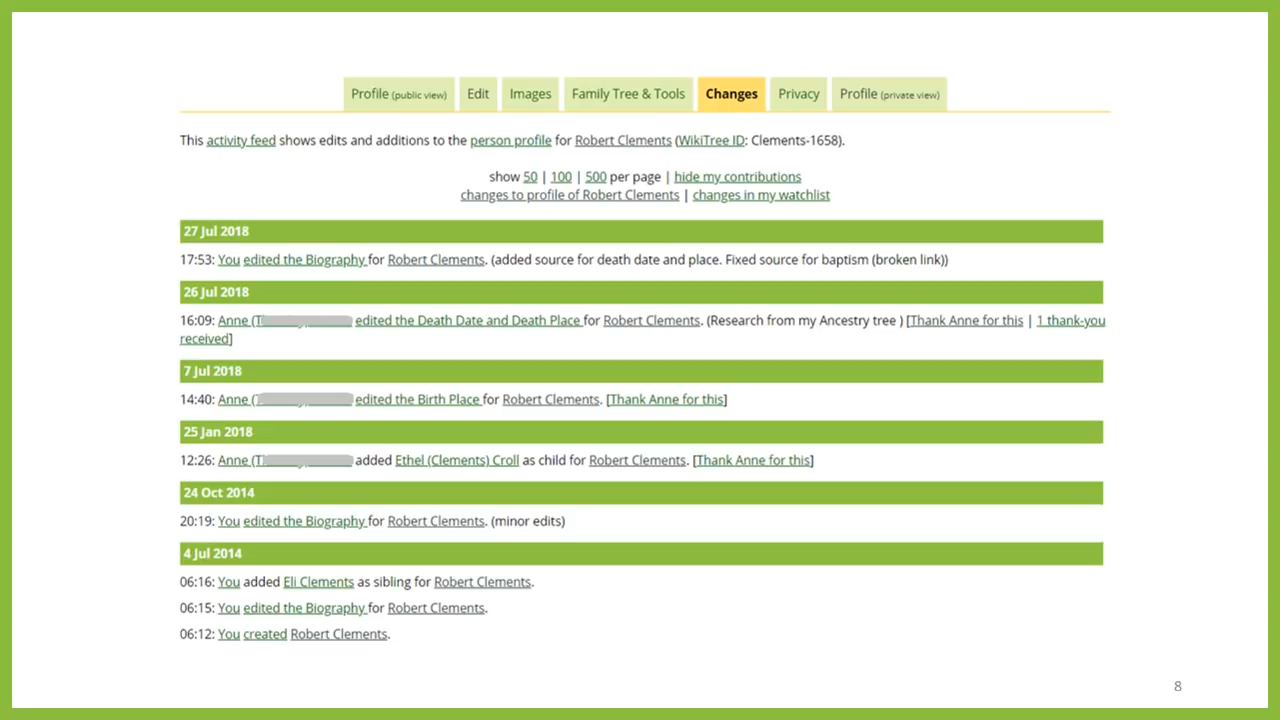 Profile (public view) Edit Images Family Tree & Tools Changes Privacy Profile (private view)
This activity feed shows edits and additions to the person profile for Robert Clements (WikiTree ID: Clements-1658).
show 50 | 100 | 500 per page | hide my contributions
changes to profile of Robert Clements | changes in my watchlist
27 Jul 2018
17:53: You edited the Biography for Robert Clements. (added source for death date and place. Fixed source for baptism (broken link))
26 Jul 2018
16:09: Anne (T edited the Death Date and Death Place for Robert Clements. (Research from my Ancestry tree ) [Thank Anne for this | 1 thank-you
received]
7 Jul 2018
14:40: Anne ( edited the Birth Place for Robert Clements. [Thank Anne for this]
25 Jan 2018
12:26: Anne (T added Ethel (Clements) Croll as child for Robert Clements. [Thank Anne for this]
24 Oct 2014
20:19: You edited the Biography for Robert Clements. (minor edits)
4 Jul 2014
06:16: You added Eli Clements as sibling for Robert Clements.
06:15: You edited the Biography for Robert Clements.
06:12: You created Robert Clements.
8